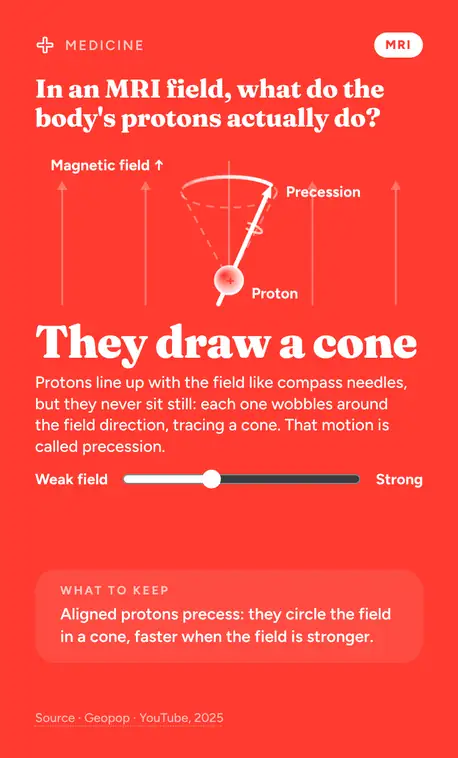 MEDICINE
MRI
In an MRI field, what do the
body's protons actually do?
Magnetic field ↑
Precession
Proton
They draw a cone
Protons line up with the field like compass needles,
but they never sit still: each one wobbles around
the field direction, tracing a cone. That motion is
called precession.
Weak field
Strong
WHAT TO KEEP
Aligned protons precess: they circle the field
in a cone, faster when the field is stronger.
Source · Geopop · YouTube, 2025